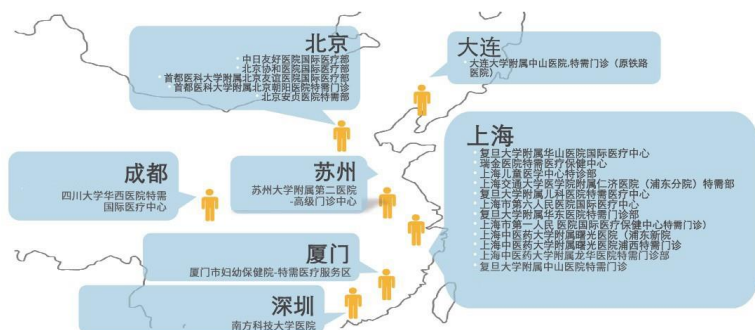 北京
中日友好医院国际医疗部
北京协和医院国际医疗部
首都医科大学附属北京友谊医院国际医疗部
首都医科大学附属北京朝阳医院特需门诊
北京安贞医院特需部
大连
大连大学附属中山医院,特需门诊（原铁路
医院）
成都
四川大学华西医院特需
国际医疗中心
苏州
苏州大学附属第二医院
-高级门诊中心
上海
复旦大学附属华山医院国际医疗中心
瑞金医院特需医疗保健中心
上海儿童医学中心特诊部
上海交通大学医学院附属仁济医院（浦东分院）特需部
复旦大学附属儿科医院特需医疗中心
上海市第六人民医院国际医疗中心
复旦大学附属华东医院特需门诊部
上海市第一人民医院国际医疗保健中心特需门诊）
上海中医药大学附属曙光医院（浦东新院
上海中医药大学附属曙光医院浦西特需门诊
上海中医药大学附属龙华医院特需门诊部
复旦大学附属中山医院特需门诊
厦门
厦门市妇幼保健院-特需医疗服务区
深圳
南方科技大学医院